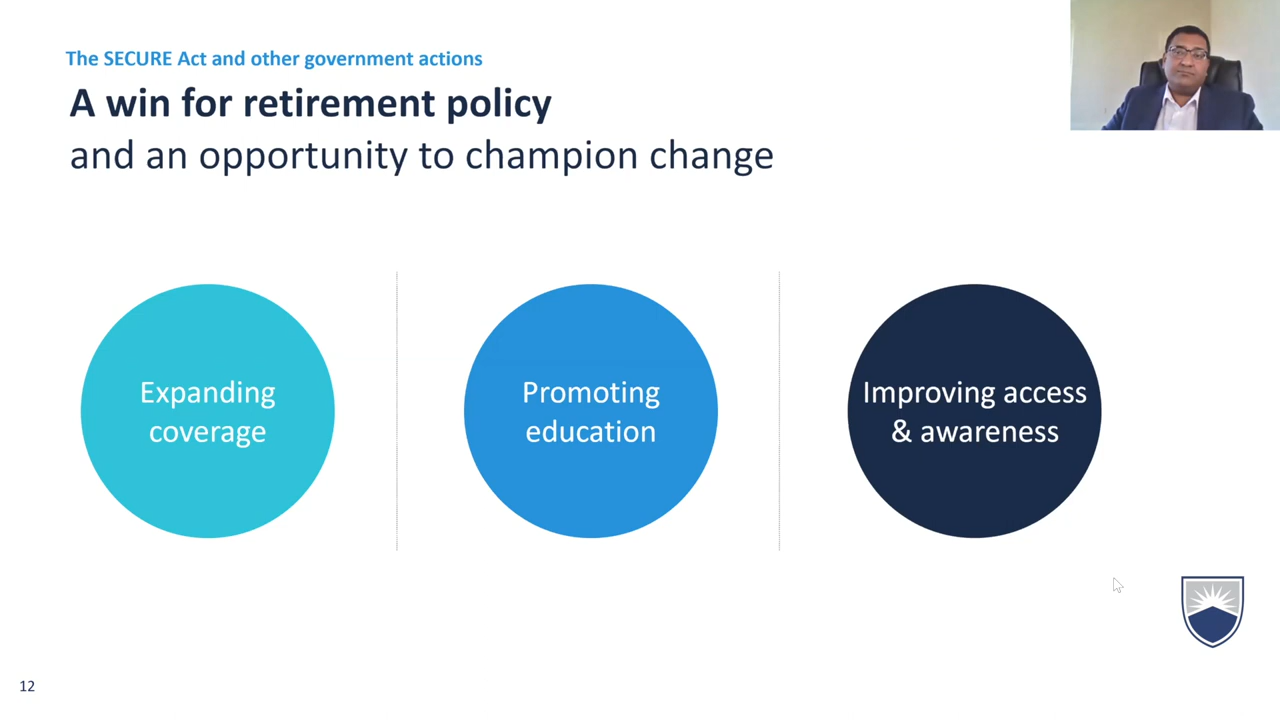 The SECURE Act and other government actions
A win for retirement policy
and an opportunity to champion change
Expanding
coverage
Promoting
education
Improving access
& awareness
12